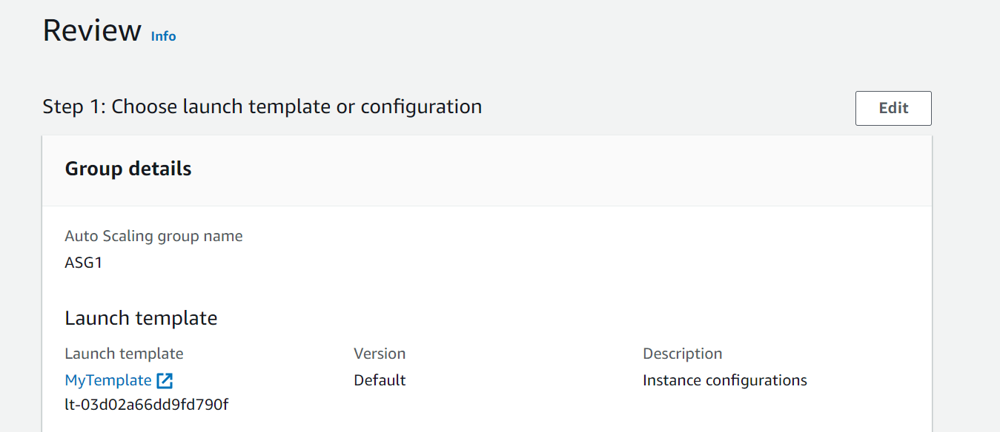 Review Info
Step 1: Choose launch template or configuration Edit
Group details
Auto Scaling group name
ASG1
Launch template
Launch template Version Description
MyTemplate Default Instance configurations
lt-03d02a66dd9fd790f